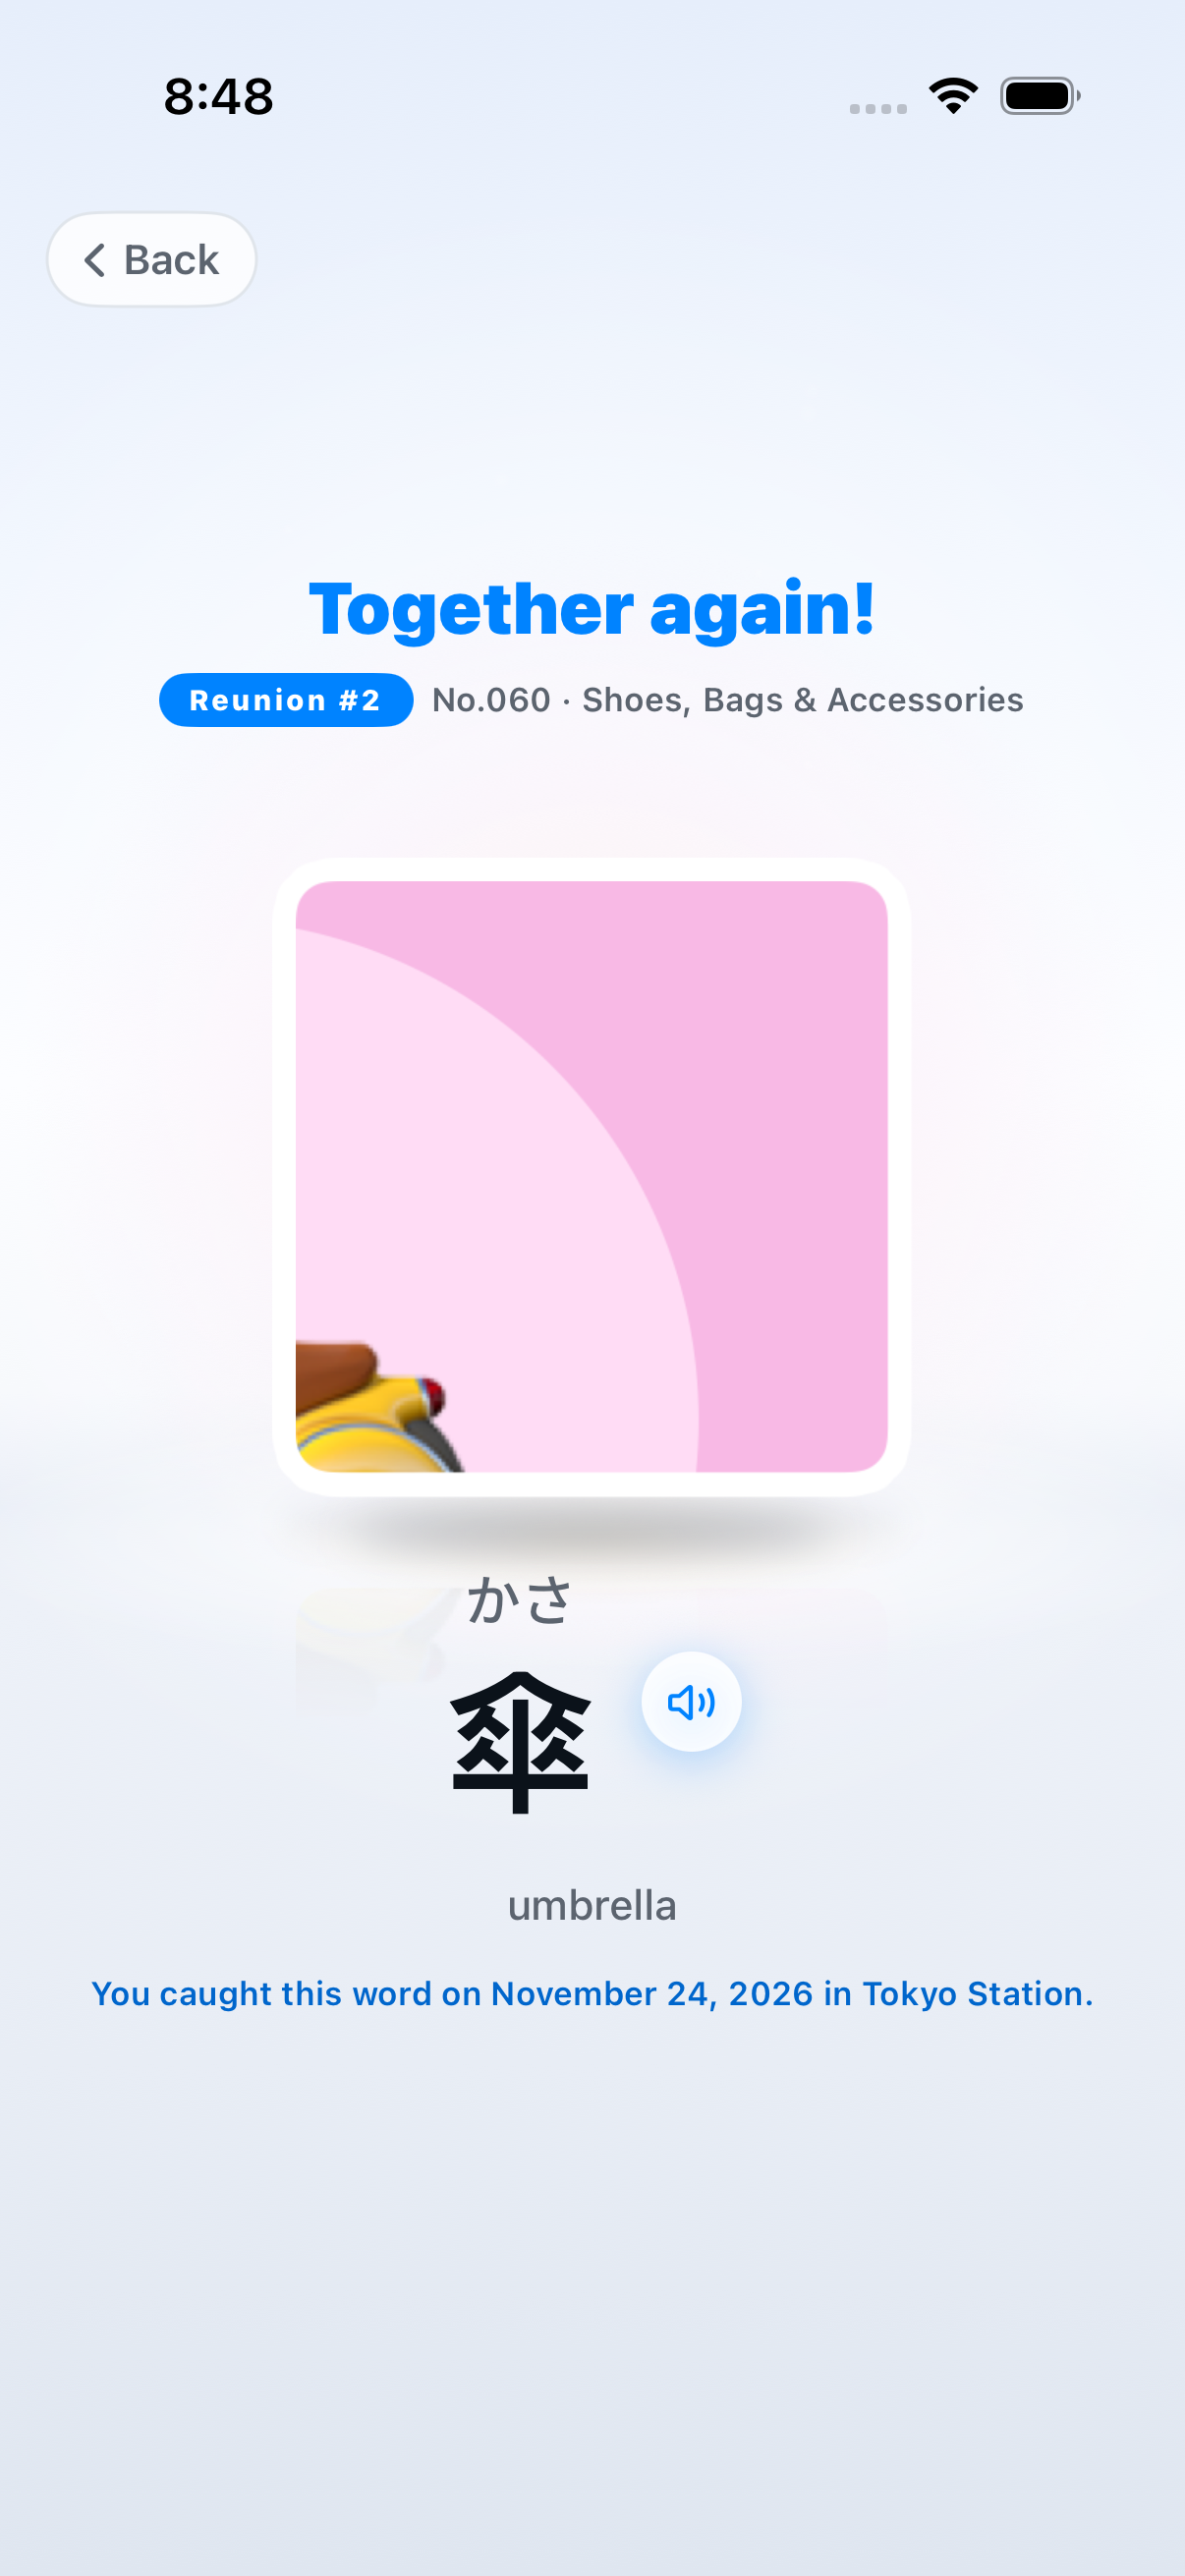 8:48
Back
Together again!
Reunion #2 No.060 · Shoes, Bags & Accessories
かさ
傘
umbrella
You caught this word on November 24, 2026 in Tokyo Station.